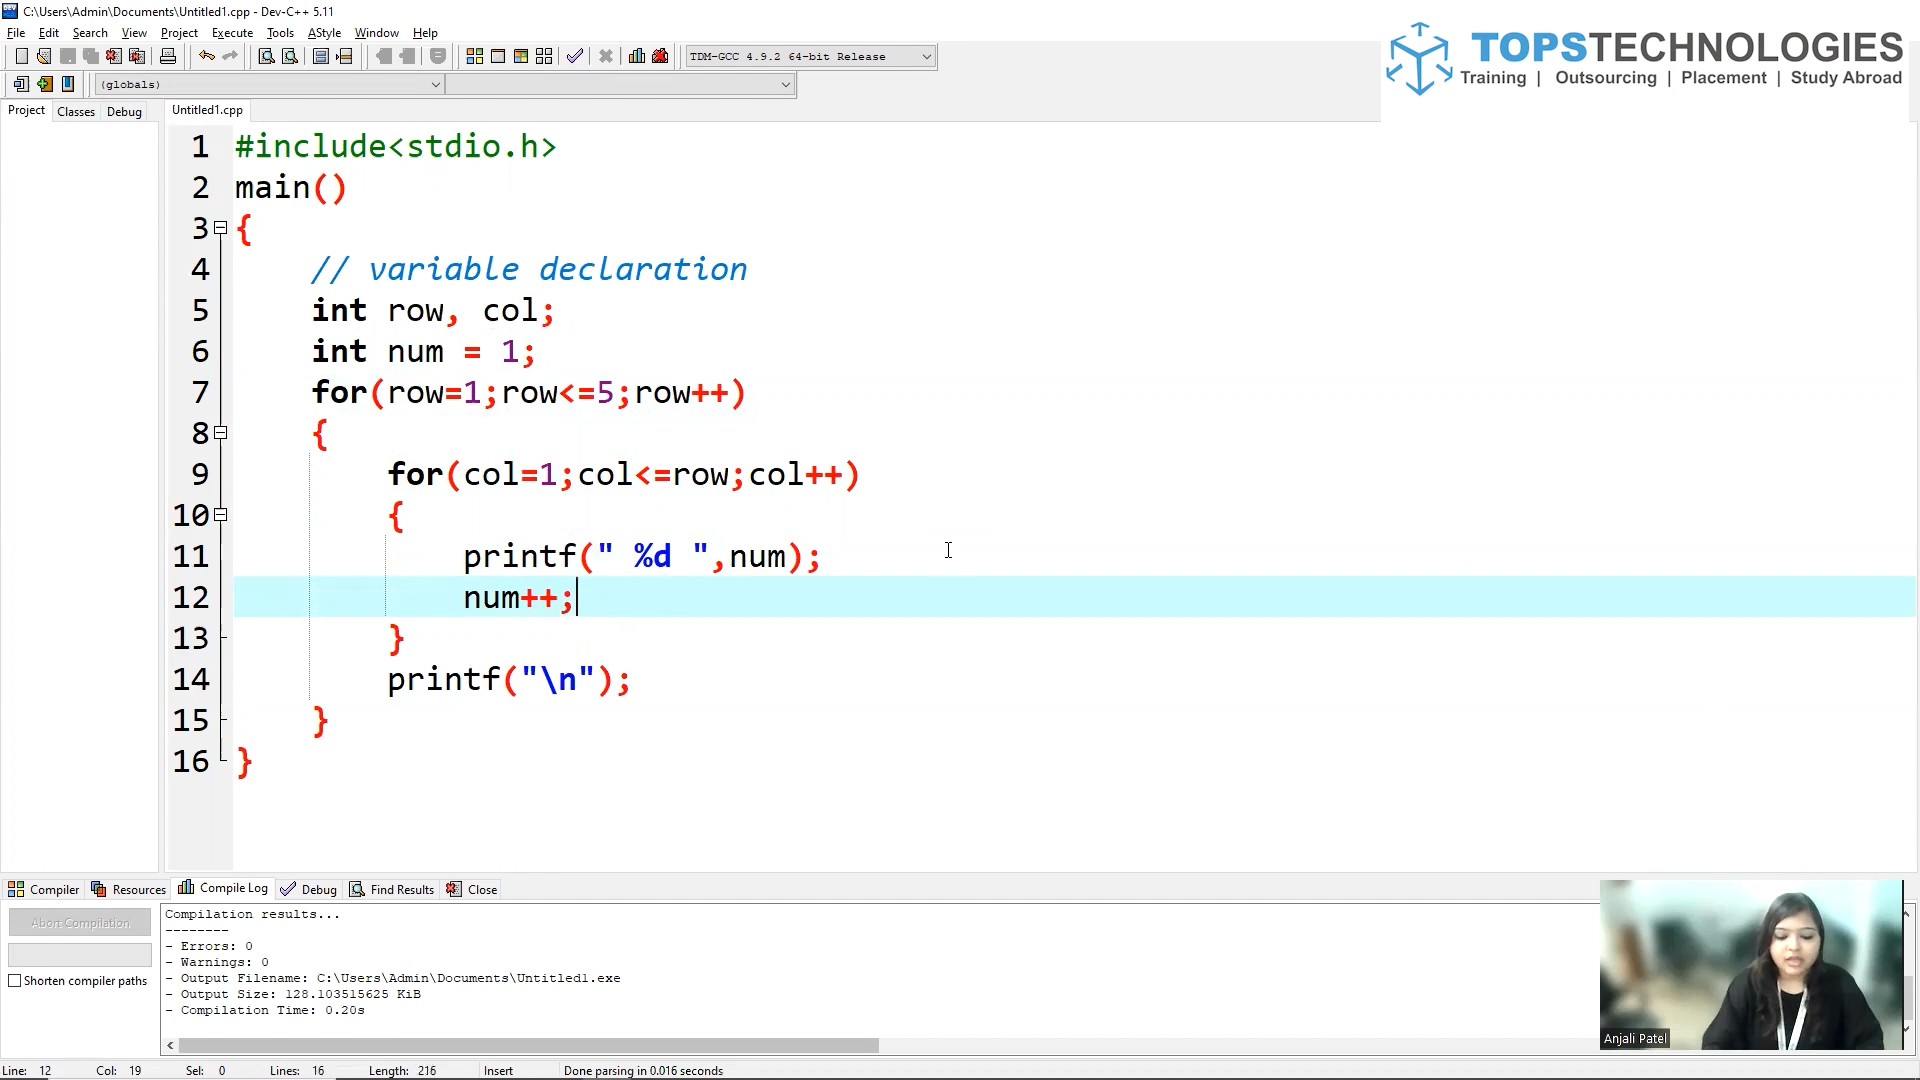 C:\Users\Admin\Documents\Untitled1.cpp - Dev-C++ 5.11
File Edit Search View Project Execute Tools AStyle Window Help
TDM-GCC 4.9.2 64-bit Release
(globals)
TOPSTECHNOLOGIES
Training | Outsourcing | Placement | Study Abroad
Project Classes Debug
Untitled1.cpp
1 #include<stdio.h>
2 main()
3 {
4 // variable declaration
5 int row, col;
6 int num = 1;
7 for(row=1;row<=5;row++)
8 {
9 for(col=1;col<=row;col++)
10 {
11 printf(" %d ",num);
12 num++;
13 }
14 printf("\n");
15 }
16 }
Compiler Resources Compile Log Debug Find Results Close
Abort Compilation
Shorten compiler paths
Compilation results...
--------
- Errors: 0
- Warnings: 0
- Output Filename: C:\Users\Admin\Documents\Untitled1.exe
- Output Size: 128.103515625 KiB
- Compilation Time: 0.20s
Anjali Patel
Line: 12 Col: 19 Sel: 0 Lines: 16 Length: 216 Insert Done parsing in 0.016 seconds